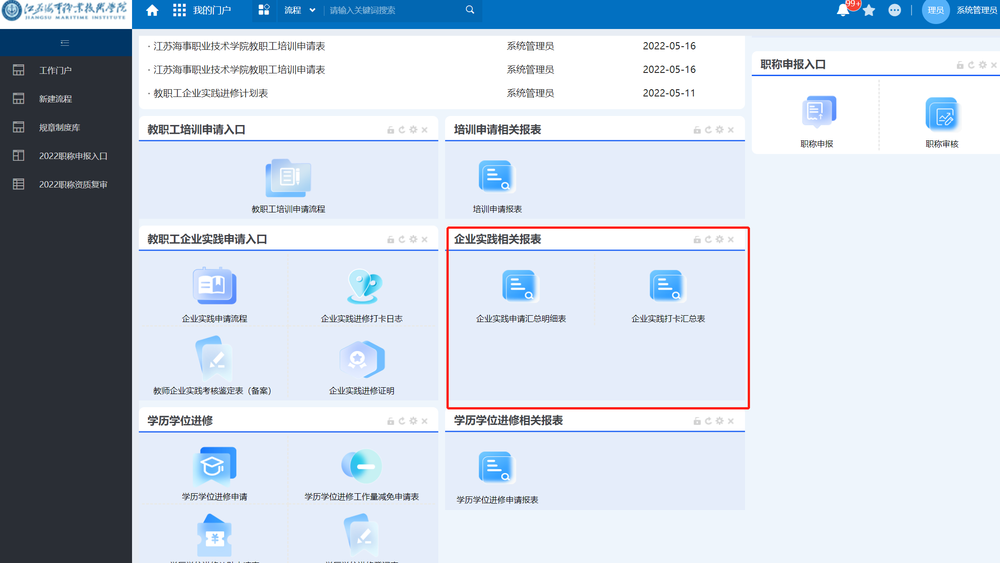 江苏海事职业技术学院
JIANGSU MARITIME INSTITUTE
我的门户
流程
请输入关键词搜索
99+
理员
系统管理员
工作门户
新建流程
规章制度库
2022职称申报入口
2022职称资质复审
· 江苏海事职业技术学院教职工培训申请表 系统管理员 2022-05-16
· 江苏海事职业技术学院教职工培训申请表 系统管理员 2022-05-16
· 教职工企业实践进修计划表 系统管理员 2022-05-11
职称申报入口
职称申报
职称审核
教职工培训申请入口
教职工培训申请流程
培训申请相关报表
培训申请报表
教职工企业实践申请入口
企业实践申请流程
企业实践进修打卡日志
教师企业实践考核鉴定表（备案）
企业实践进修证明
企业实践相关报表
企业实践申请汇总明细表
企业实践打卡汇总表
学历学位进修
学历学位进修申请
学历学位进修工作量减免申请表
学历学位进修相关报表
学历学位进修申请报表